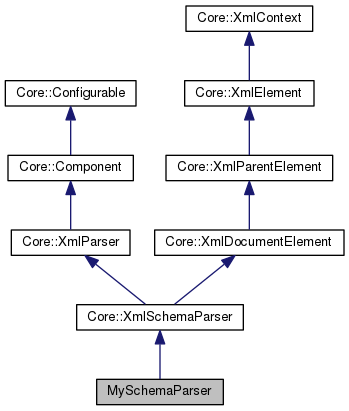 Core::XmlContext
Core::Configurable
Core::XmlElement
Core::Component
Core::XmlParentElement
Core::XmlParser
Core::XmlDocumentElement
Core::XmlSchemaParser
MySchemaParser